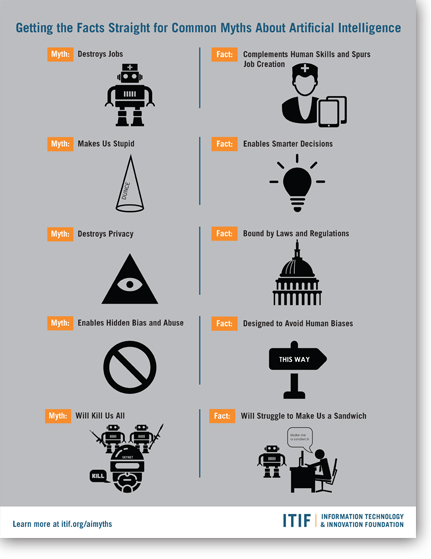 Getting the Facts Straight for Common Myths About Artificial Intelligence
Myth: Destroys Jobs
Fact: Complements Human Skills and Spurs
Job Creation
Myth: Makes Us Stupid
Fact: Enables Smarter Decisions
DUNCE
Myth: Destroys Privacy
Fact: Bound by Laws and Regulations
Myth: Enables Hidden Bias and Abuse
Fact: Designed to Avoid Human Biases
THIS WAY
Myth: Will Kill Us All
Fact: Will Struggle to Make Us a Sandwich
Make me
a sandwich
SKYNET
KILL
Learn more at itif.org/aimyths
ITIF | INFORMATION TECHNOLOGY
& INNOVATION FOUNDATION